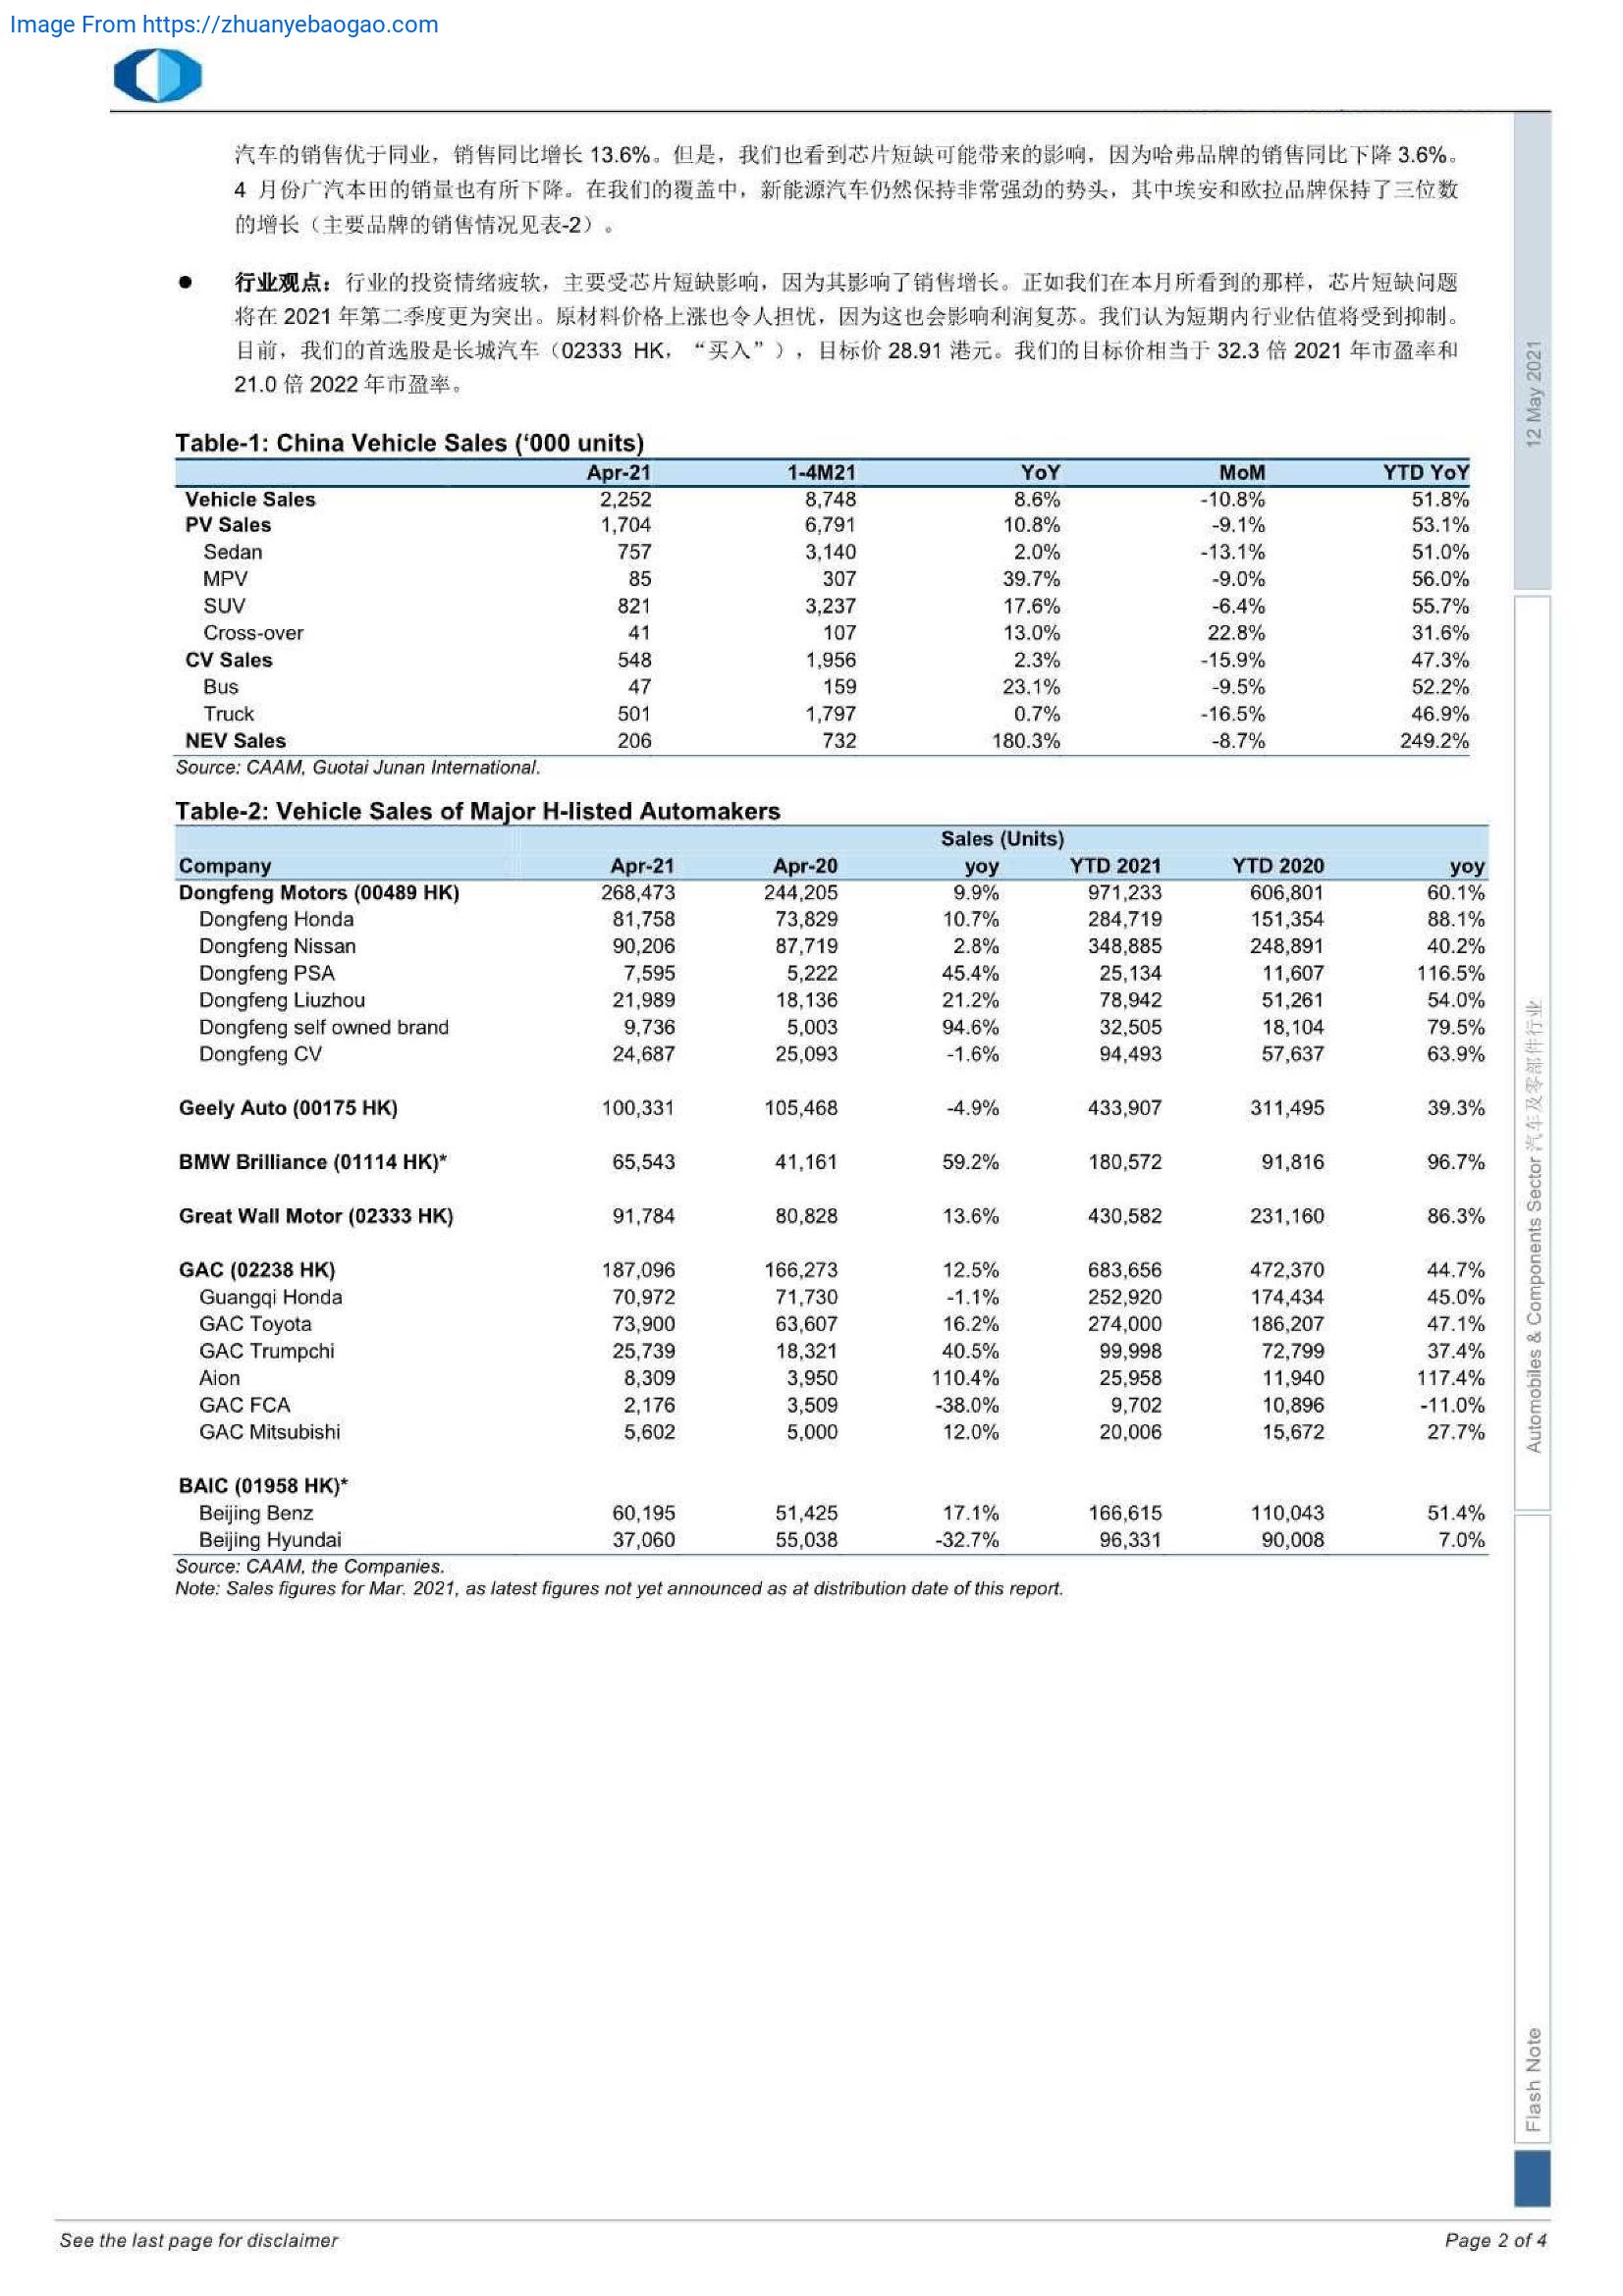 Image From https://zhuanyebaogao.com
汽车的销售优于同业，销售同比增长 13.6%。但是，我们也看到芯片短缺可能带来的影响，因为哈弗品牌的销售同比下降 3.6%。
4 月份广汽本田的销量也有所下降。在我们的覆盖中，新能源汽车仍然保持非常强劲的势头，其中埃安和欧拉品牌保持了三位数
的增长（主要品牌的销售情况见表-2）。
● 行业观点：行业的投资情绪疲软，主要受芯片短缺影响，因为其影响了销售增长。正如我们在本月所看到的那样，芯片短缺问题
将在 2021 年第二季度更为突出。原材料价格上涨也令人担忧，因为这也会影响利润复苏。我们认为短期内行业估值将受到抑制。
目前，我们的首选股是长城汽车（02333 HK，“买入”），目标价 28.91 港元。我们的目标价相当于 32.3 倍 2021 年市盈率和
21.0 倍 2022 年市盈率。
Table-1: China Vehicle Sales (‘000 units)
Apr-21 1-4M21 YoY MoM YTD YoY
Vehicle Sales 2,252 8,748 8.6% -10.8% 51.8%
PV Sales 1,704 6,791 10.8% -9.1% 53.1%
Sedan 757 3,140 2.0% -13.1% 51.0%
MPV 85 307 39.7% -9.0% 56.0%
SUV 821 3,237 17.6% -6.4% 55.7%
Cross-over 41 107 13.0% 22.8% 31.6%
CV Sales 548 1,956 2.3% -15.9% 47.3%
Bus 47 159 23.1% -9.5% 52.2%
Truck 501 1,797 0.7% -16.5% 46.9%
NEV Sales 206 732 180.3% -8.7% 249.2%
Source: CAAM, Guotai Junan International.
Table-2: Vehicle Sales of Major H-listed Automakers
Sales (Units)
Company Apr-21 Apr-20 yoy YTD 2021 YTD 2020 yoy
Dongfeng Motors (00489 HK) 268,473 244,205 9.9% 971,233 606,801 60.1%
Dongfeng Honda 81,758 73,829 10.7% 284,719 151,354 88.1%
Dongfeng Nissan 90,206 87,719 2.8% 348,885 248,891 40.2%
Dongfeng PSA 7,595 5,222 45.4% 25,134 11,607 116.5%
Dongfeng Liuzhou 21,989 18,136 21.2% 78,942 51,261 54.0%
Dongfeng self owned brand 9,736 5,003 94.6% 32,505 18,104 79.5%
Dongfeng CV 24,687 25,093 -1.6% 94,493 57,637 63.9%
Geely Auto (00175 HK) 100,331 105,468 -4.9% 433,907 311,495 39.3%
BMW Brilliance (01114 HK)* 65,543 41,161 59.2% 180,572 91,816 96.7%
Great Wall Motor (02333 HK) 91,784 80,828 13.6% 430,582 231,160 86.3%
GAC (02238 HK) 187,096 166,273 12.5% 683,656 472,370 44.7%
Guangqi Honda 70,972 71,730 -1.1% 252,920 174,434 45.0%
GAC Toyota 73,900 63,607 16.2% 274,000 186,207 47.1%
GAC Trumpchi 25,739 18,321 40.5% 99,998 72,799 37.4%
Aion 8,309 3,950 110.4% 25,958 11,940 117.4%
GAC FCA 2,176 3,509 -38.0% 9,702 10,896 -11.0%
GAC Mitsubishi 5,602 5,000 12.0% 20,006 15,672 27.7%
BAIC (01958 HK)*
Beijing Benz 60,195 51,425 17.1% 166,615 110,043 51.4%
Beijing Hyundai 37,060 55,038 -32.7% 96,331 90,008 7.0%
Source: CAAM, the Companies.
Note: Sales figures for Mar. 2021, as latest figures not yet announced as at distribution date of this report.
12 May 2021
Automobiles & Components Sector 汽车及零部件行业
Flash Note
See the last page for disclaimer
Page 2 of 4